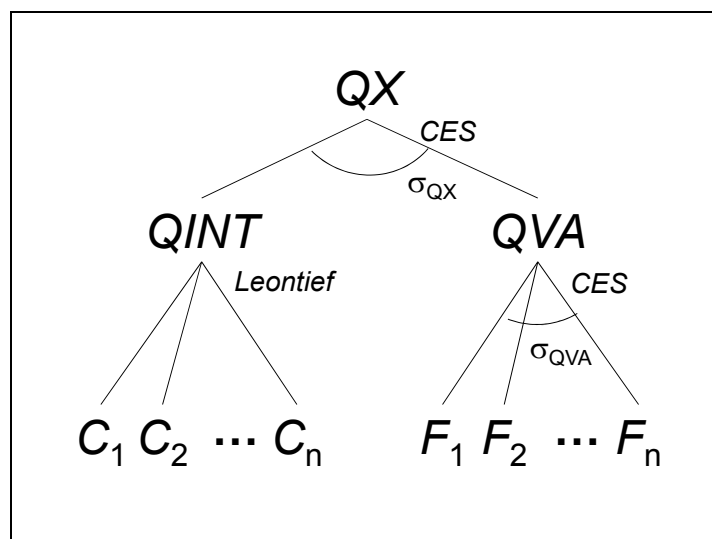 QX
CES
σQX
QINT
QVA
Leontief
CES
σQVA
C1 C2 ... Cn
F1 F2 ... Fn